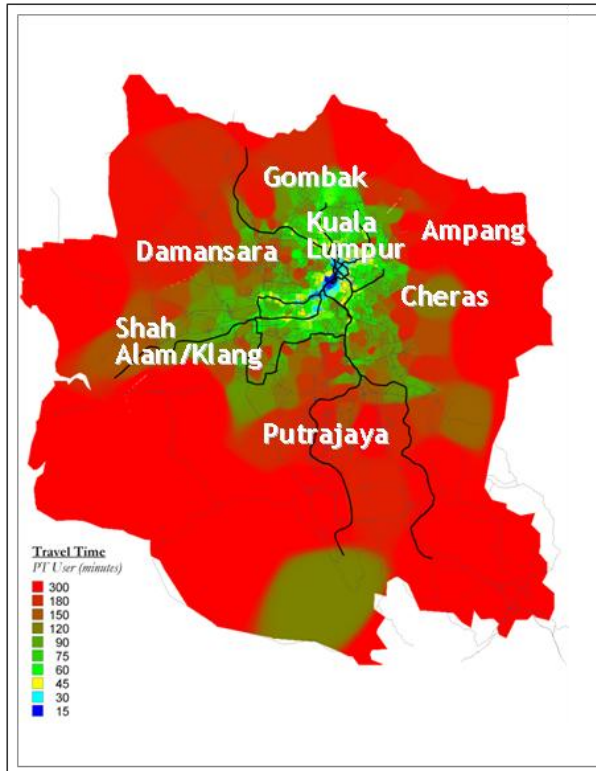 Gombak
Kuala
Lumpur
Ampang
Damansara
Cheras
Shah
Alam/Klang
Putrajaya
Travel Time
PT User (minutes)
300
180
150
120
90
75
60
45
30
15